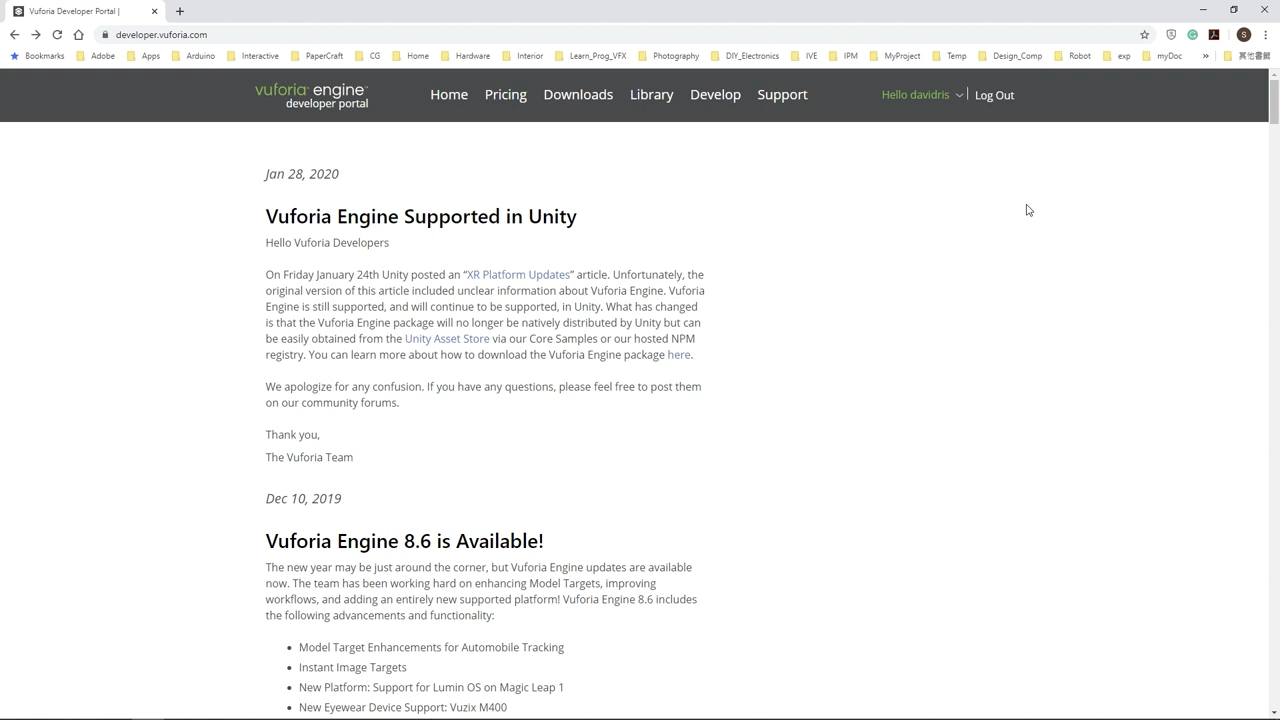 Vuforia Developer Portal |
developer.vuforia.com
S
Bookmarks Adobe Apps Arduino Interactive PaperCraft CG Home Hardware Interior Learn_Prog_VFX Photography DIY_Electronics IVE IPM MyProject Temp Design_Comp Robot exp myDoc » 其他書籤
vuforia engine™
developer portal
Home Pricing Downloads Library Develop Support
Hello davidris | Log Out
Jan 28, 2020
Vuforia Engine Supported in Unity
Hello Vuforia Developers
On Friday January 24th Unity posted an “XR Platform Updates” article. Unfortunately, the
original version of this article included unclear information about Vuforia Engine. Vuforia
Engine is still supported, and will continue to be supported, in Unity. What has changed
is that the Vuforia Engine package will no longer be natively distributed by Unity but can
be easily obtained from the Unity Asset Store via our Core Samples or our hosted NPM
registry. You can learn more about how to download the Vuforia Engine package here.
We apologize for any confusion. If you have any questions, please feel free to post them
on our community forums.
Thank you,
The Vuforia Team
Dec 10, 2019
Vuforia Engine 8.6 is Available!
The new year may be just around the corner, but Vuforia Engine updates are available
now. The team has been working hard on enhancing Model Targets, improving
workflows, and adding an entirely new supported platform! Vuforia Engine 8.6 includes
the following advancements and functionality:
• Model Target Enhancements for Automobile Tracking
• Instant Image Targets
• New Platform: Support for Lumin OS on Magic Leap 1
• New Eyewear Device Support: Vuzix M400